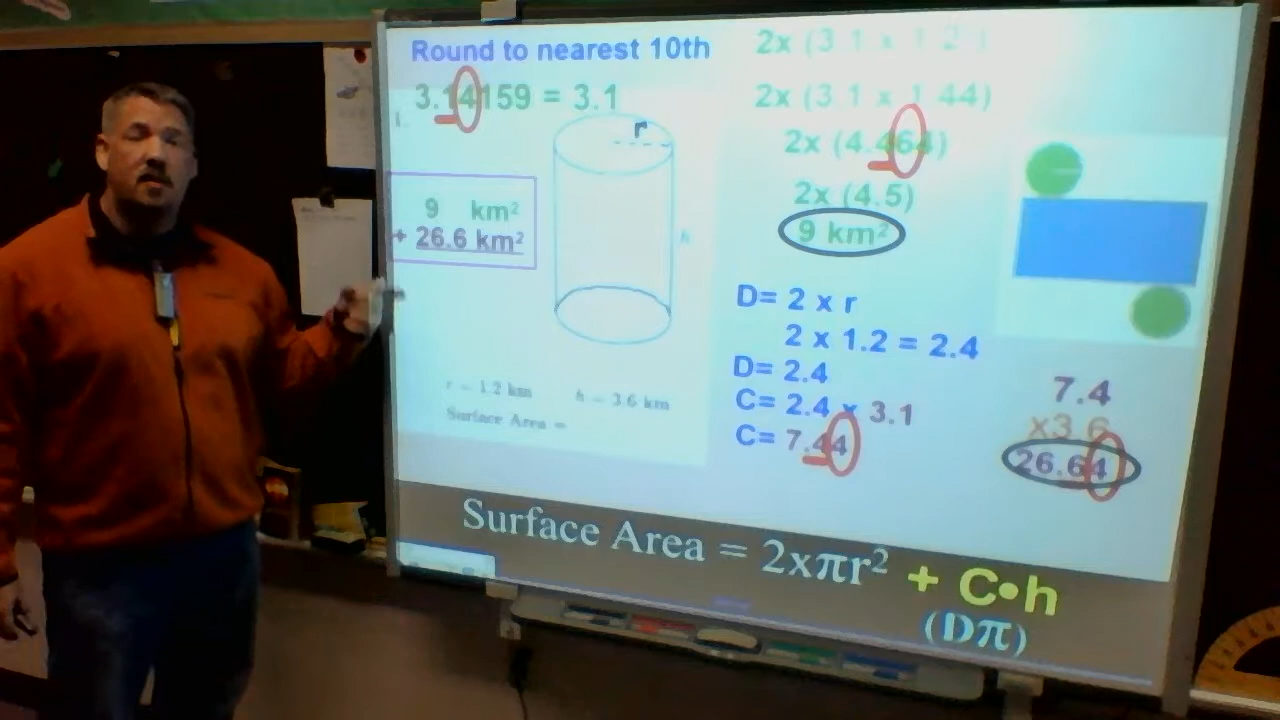 Round to nearest 10th
3.14159 = 3.1
r
h
9 km²
+ 26.6 km²
r = 1.2 km
h = 3.6 km
Surface Area =
2x (3 1 x 1 2 )
2x (3 1 x 1 44)
2x (4.464)
2x (4.5)
9 km²
D= 2 x r
2 x 1.2 = 2.4
D= 2.4
C= 2.4 x 3.1
C= 7.44
7.4
x3 6
26.64
Surface Area = 2xπr² + C•h
(Dπ)